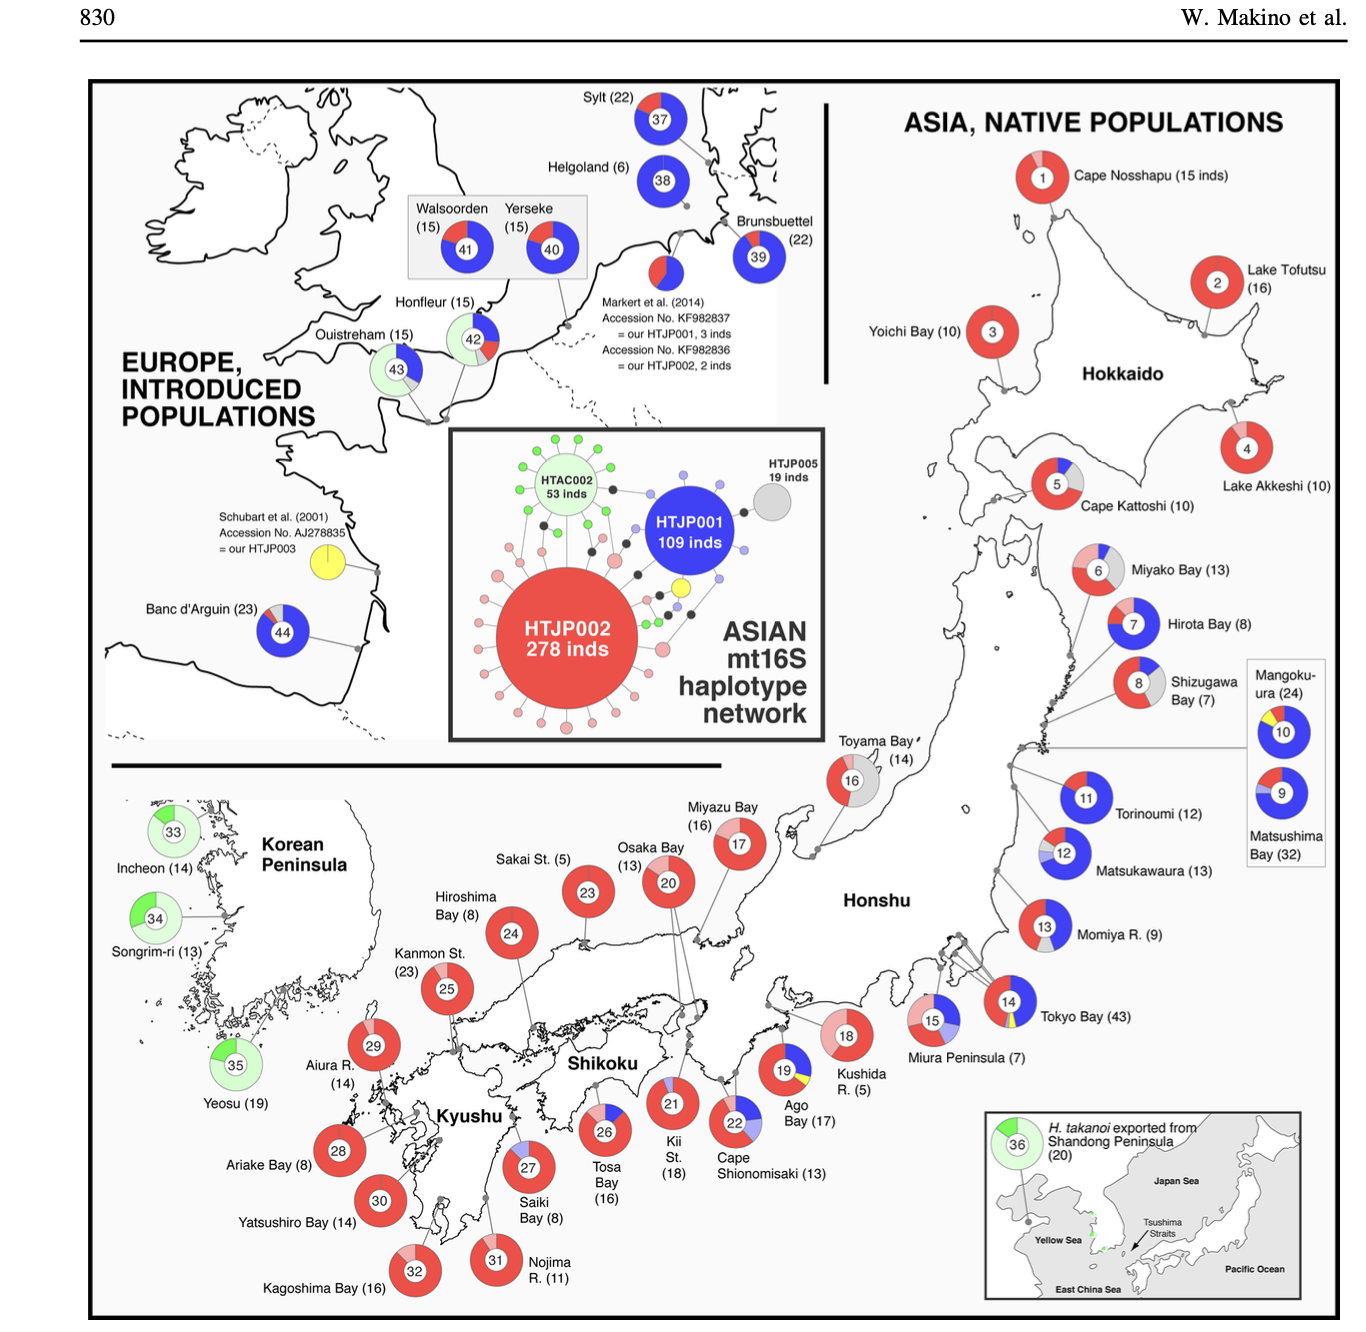 830
W. Makino et al.
Sylt (22)
37
Helgoland (6)
38
Brunsbuettel
(22)
39
Walsoorden
(15)
41
Yerseke
(15)
40
Markert et al. (2014)
Accession No. KF982837
= our HTJP001, 3 inds
Accession No. KF982836
= our HTJP002, 2 inds
Honfleur (15)
42
Ouistreham (15)
43
EUROPE,
INTRODUCED
POPULATIONS
Schubart et al. (2001)
Accession No. AJ278835
= our HTJP003
Banc d'Arguin (23)
44
HTAC002
53 inds
HTJP001
109 inds
HTJP005
19 inds
HTJP002
278 inds
ASIAN
mt16S
haplotype
network
ASIA, NATIVE POPULATIONS
1
Cape Nosshapu (15 inds)
2
Lake Tofutsu
(16)
Yoichi Bay (10)
3
Hokkaido
4
Lake Akkeshi (10)
5
Cape Kattoshi (10)
6
Miyako Bay (13)
7
Hirota Bay (8)
8
Shizugawa
Bay (7)
Mangoku-
ura (24)
10
9
Matsushima
Bay (32)
11
Torinoumi (12)
12
Matsukawaura (13)
13
Momiya R. (9)
14
Tokyo Bay (43)
15
Miura Peninsula (7)
Toyama Bay
(14)
16
Honshu
Miyazu Bay
(16)
17
18
Kushida
R. (5)
19
Ago
Bay (17)
Osaka Bay
(13)
20
21
Kii
St.
(18)
22
Cape
Shionomisaki (13)
Sakai St. (5)
23
Hiroshima
Bay (8)
24
Kanmon St.
(23)
25
Shikoku
26
Tosa
Bay
(16)
Kyushu
27
Saiki
Bay (8)
28
Ariake Bay (8)
29
Aiura R.
(14)
30
Yatsushiro Bay (14)
31
Nojima
R. (11)
32
Kagoshima Bay (16)
Korean
Peninsula
33
Incheon (14)
34
Songrim-ri (13)
35
Yeosu (19)
36
H. takanoi exported from
Shandong Peninsula
(20)
Japan Sea
Tsushima
Straits
Yellow Sea
Pacific Ocean
East China Sea